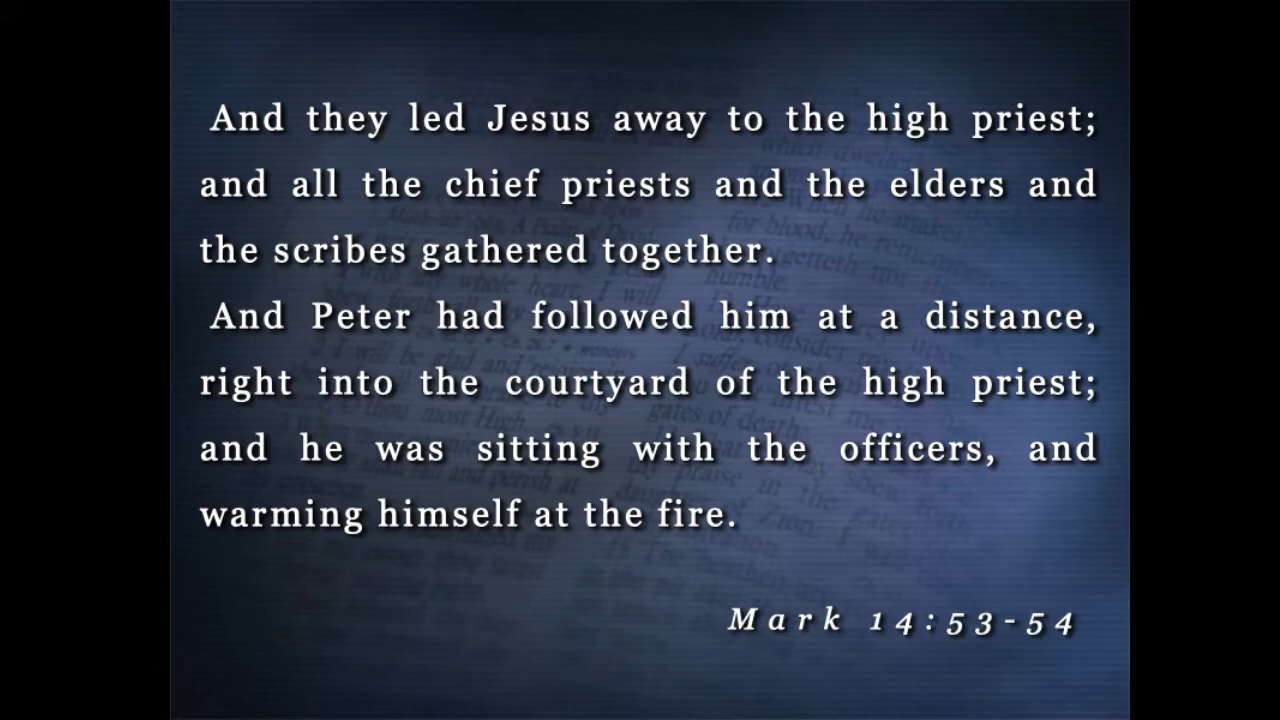 And they led Jesus away to the high priest;
and all the chief priests and the elders and
the scribes gathered together.
And Peter had followed him at a distance,
right into the courtyard of the high priest;
and he was sitting with the officers, and
warming himself at the fire.
Mark 14:53-54